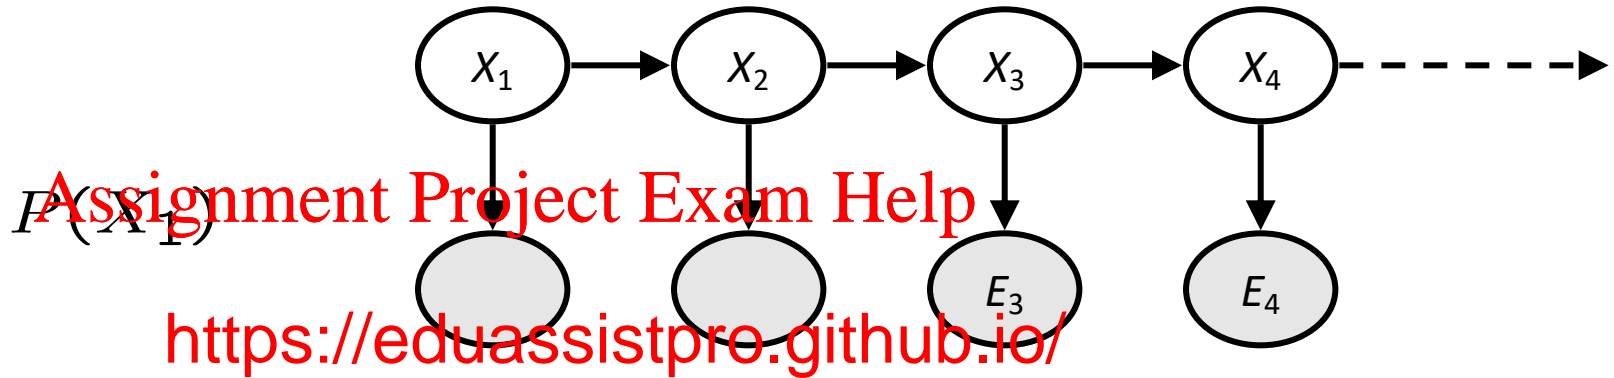 X1 X2 X3 X4
P(X1)
Assignment Project Exam Help
E3 E4
https://eduassistpro.github.io/